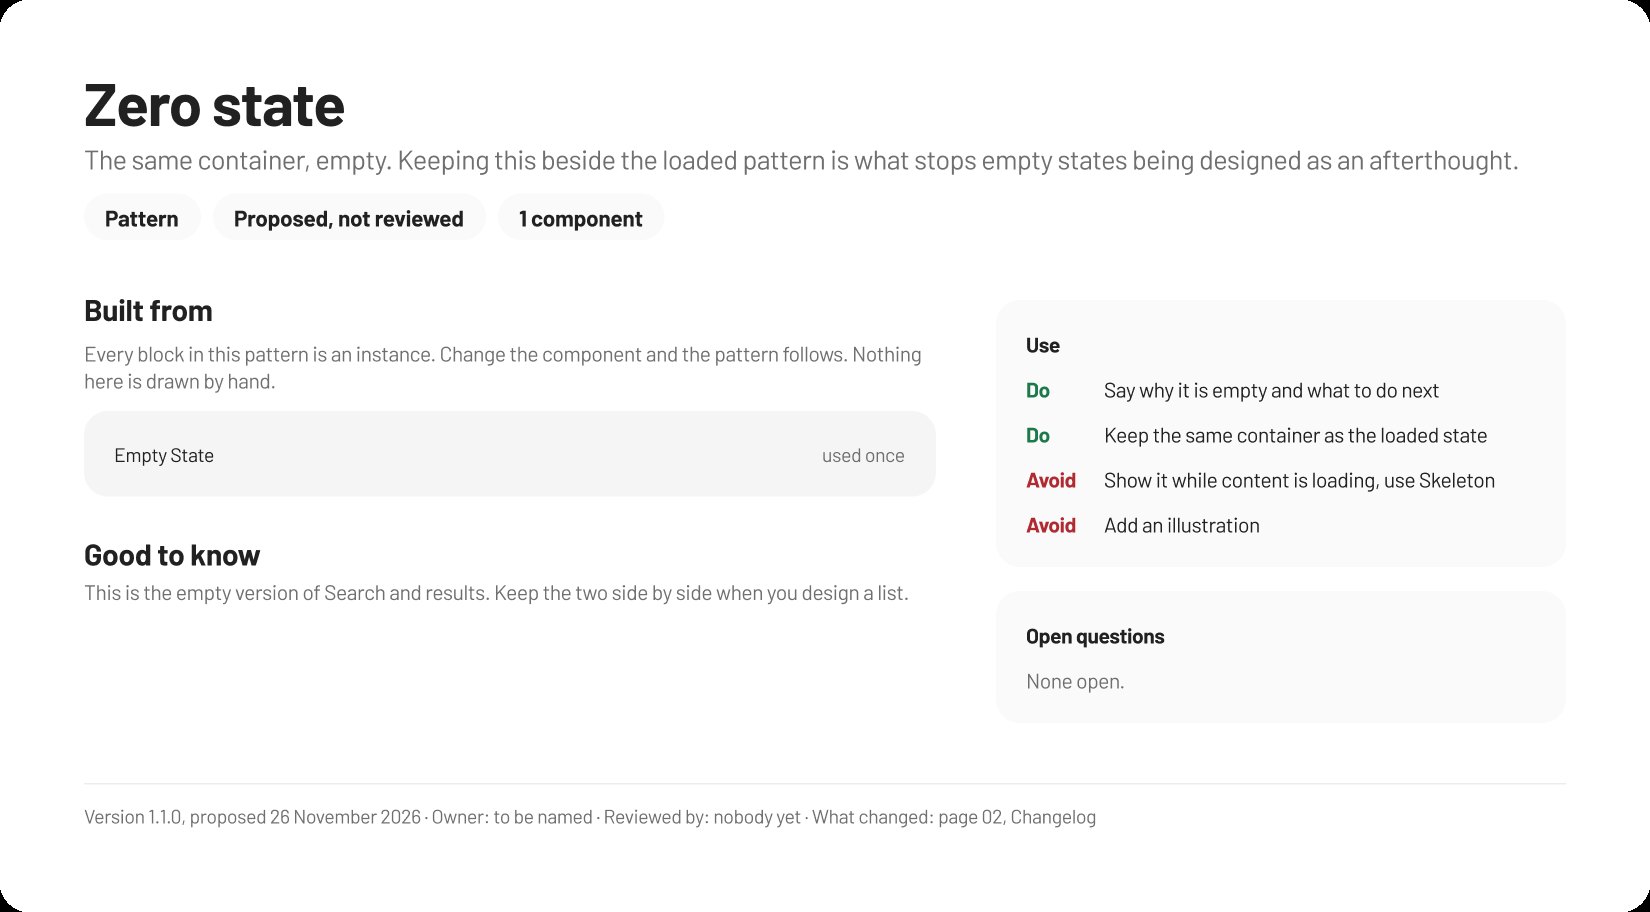 Zero state
The same container, empty. Keeping this beside the loaded pattern is what stops empty states being designed as an afterthought.
Pattern
Proposed, not reviewed
1 component
Built from
Every block in this pattern is an instance. Change the component and the pattern follows. Nothing
here is drawn by hand.
Empty State used once
Good to know
This is the empty version of Search and results. Keep the two side by side when you design a list.
Use
Do Say why it is empty and what to do next
Do Keep the same container as the loaded state
Avoid Show it while content is loading, use Skeleton
Avoid Add an illustration
Open questions
None open.
Version 1.1.0, proposed 26 November 2026 · Owner: to be named · Reviewed by: nobody yet · What changed: page 02, Changelog